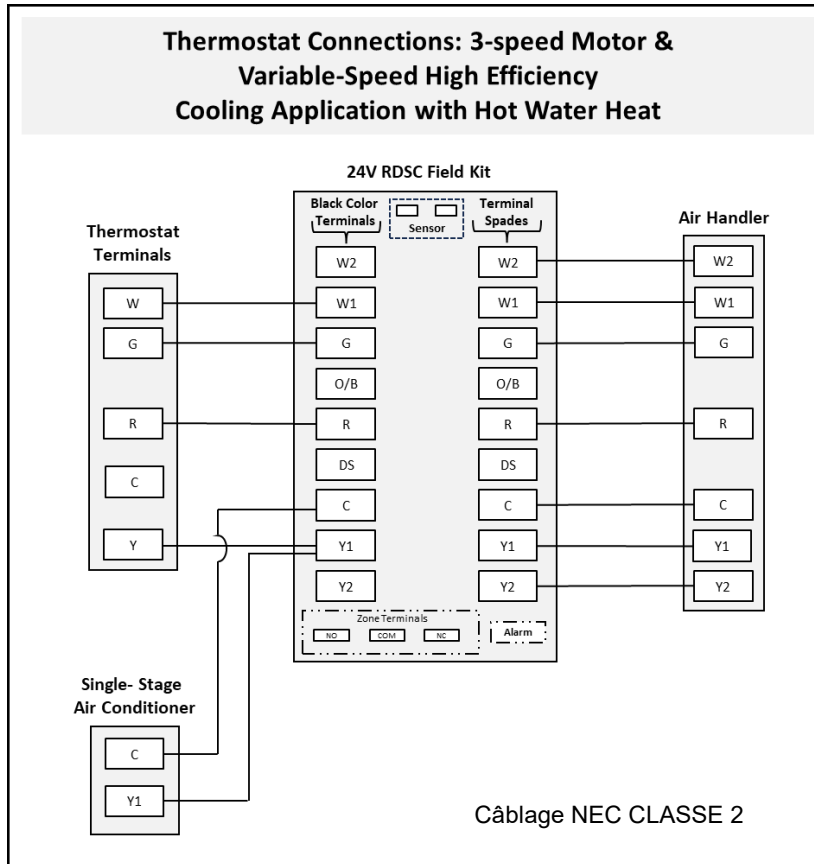 Thermostat Connections: 3-speed Motor &
Variable-Speed High Efficiency
Cooling Application with Hot Water Heat
24V RDSC Field Kit
Black Color
Terminals
Sensor
Terminal
Spades
Thermostat
Terminals
Air Handler
W2
W2
W2
W
W1
W1
W1
G
G
G
G
O/B
O/B
R
R
R
R
DS
DS
C
C
C
C
Y
Y1
Y1
Y1
Y2
Y2
Y2
Zone Terminals
NO
COM
NC
Alarm
Single- Stage
Air Conditioner
C
Y1
Câblage NEC CLASSE 2